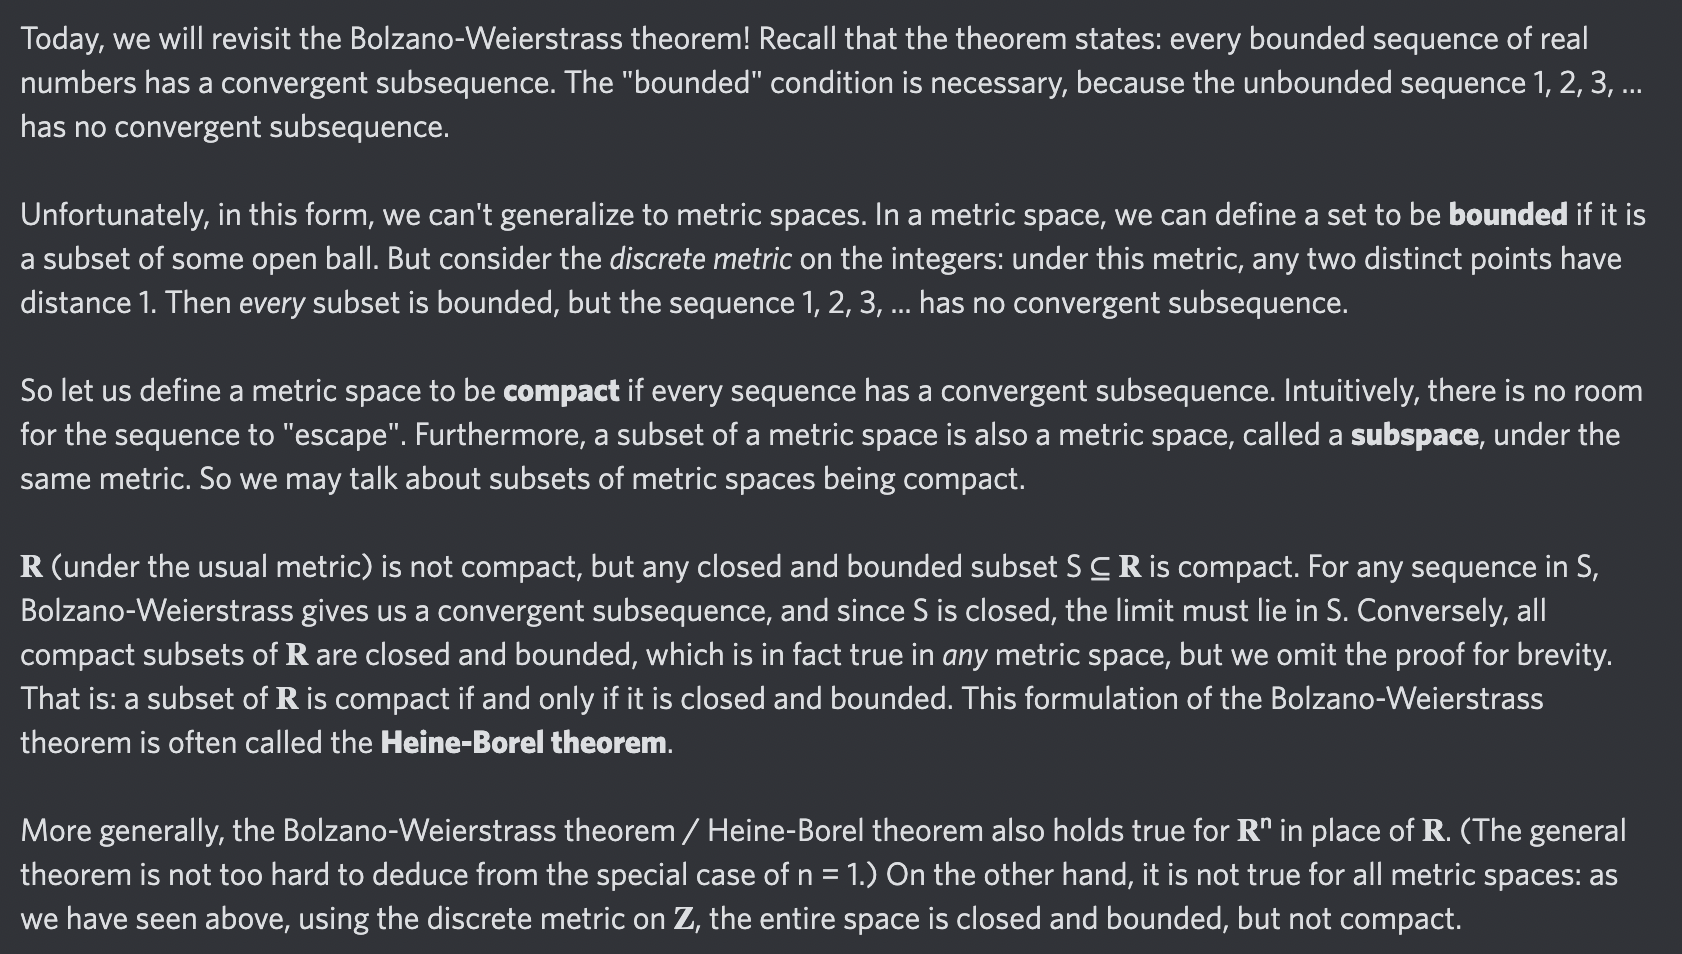 Today, we will revisit the Bolzano-Weierstrass theorem! Recall that the theorem states: every bounded sequence of real
numbers has a convergent subsequence. The "bounded" condition is necessary, because the unbounded sequence 1, 2, 3, ...
has no convergent subsequence.
Unfortunately, in this form, we can't generalize to metric spaces. In a metric space, we can define a set to be bounded if it is
a subset of some open ball. But consider the discrete metric on the integers: under this metric, any two distinct points have
distance 1. Then every subset is bounded, but the sequence 1, 2, 3, ... has no convergent subsequence.
So let us define a metric space to be compact if every sequence has a convergent subsequence. Intuitively, there is no room
for the sequence to "escape". Furthermore, a subset of a metric space is also a metric space, called a subspace, under the
same metric. So we may talk about subsets of metric spaces being compact.
R (under the usual metric) is not compact, but any closed and bounded subset S ⊆ R is compact. For any sequence in S,
Bolzano-Weierstrass gives us a convergent subsequence, and since S is closed, the limit must lie in S. Conversely, all
compact subsets of R are closed and bounded, which is in fact true in any metric space, but we omit the proof for brevity.
That is: a subset of R is compact if and only if it is closed and bounded. This formulation of the Bolzano-Weierstrass
theorem is often called the Heine-Borel theorem.
More generally, the Bolzano-Weierstrass theorem / Heine-Borel theorem also holds true for Rⁿ in place of R. (The general
theorem is not too hard to deduce from the special case of n = 1.) On the other hand, it is not true for all metric spaces: as
we have seen above, using the discrete metric on Z, the entire space is closed and bounded, but not compact.